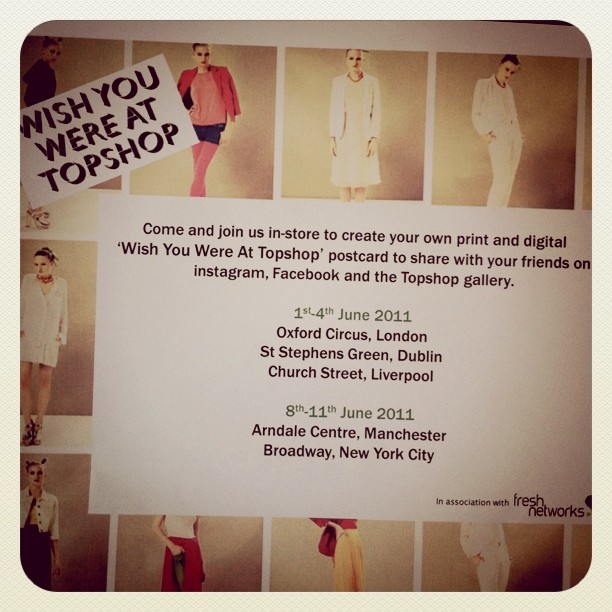 WISH YOU
WERE AT
TOPSHOP
Come and join us in-store to create your own print and digital
‘Wish You Were At Topshop’ postcard to share with your friends on
instagram, Facebook and the Topshop gallery.
1st-4th June 2011
Oxford Circus, London
St Stephens Green, Dublin
Church Street, Liverpool
8th-11th June 2011
Arndale Centre, Manchester
Broadway, New York City
In association with fresh
networks